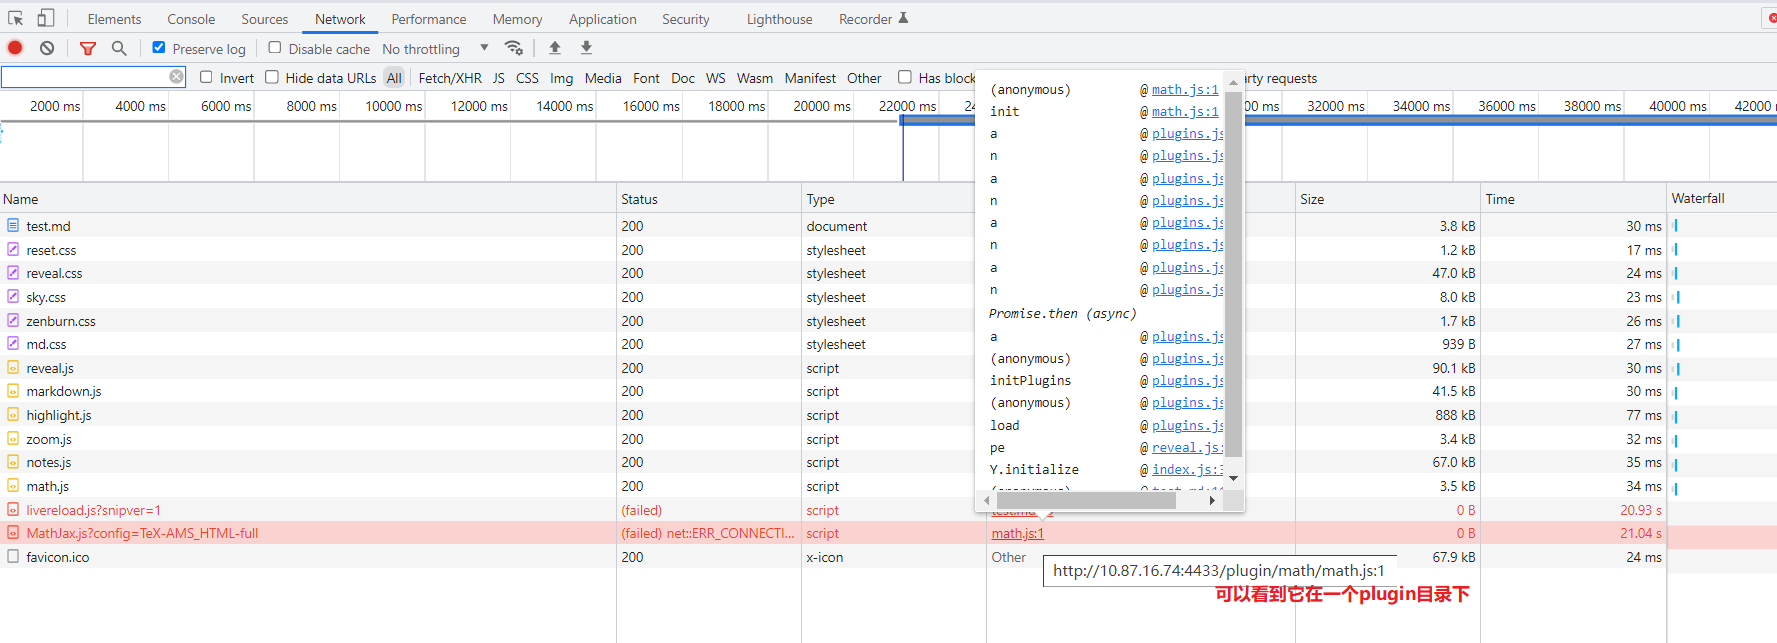 Elements Console Sources Network Performance Memory Application Security Lighthouse Recorder
Preserve log Disable cache No throttling
Invert Hide data URLs All Fetch/XHR JS CSS Img Media Font Doc WS Wasm Manifest Other Has block rty requests
2000 ms 4000 ms 6000 ms 8000 ms 10000 ms 12000 ms 14000 ms 16000 ms 18000 ms 20000 ms 22000 ms 24 00 ms 32000 ms 34000 ms 36000 ms 38000 ms 40000 ms 42000
(anonymous) @ math.js:1
init @ math.js:1
a @ plugins.js
n @ plugins.js
a @ plugins.js
n @ plugins.js
a @ plugins.js
n @ plugins.js
a @ plugins.js
n @ plugins.js
Promise.then (async)
a @ plugins.js
(anonymous) @ plugins.js
initPlugins @ plugins.js
(anonymous) @ plugins.js
load @ plugins.js
pe @ reveal.js:
Y.initialize @ index.js:3
Name Status Type Size Time Waterfall
test.md 200 document 3.8 kB 30 ms
reset.css 200 stylesheet 1.2 kB 17 ms
reveal.css 200 stylesheet 47.0 kB 24 ms
sky.css 200 stylesheet 8.0 kB 23 ms
zenburn.css 200 stylesheet 1.7 kB 26 ms
md.css 200 stylesheet 939 B 27 ms
reveal.js 200 script 90.1 kB 30 ms
markdown.js 200 script 41.5 kB 30 ms
highlight.js 200 script 888 kB 77 ms
zoom.js 200 script 3.4 kB 32 ms
notes.js 200 script 67.0 kB 35 ms
math.js 200 script 3.5 kB 34 ms
livereload.js?snipver=1 (failed) script 0 B 20.93 s
MathJax.js?config=TeX-AMS_HTML-full (failed) net::ERR_CONNECTI... script math.js:1 0 B 21.04 s
favicon.ico 200 x-icon Other 67.9 kB 24 ms
http://10.87.16.74:4433/plugin/math/math.js:1
可以看到它在一个plugin目录下